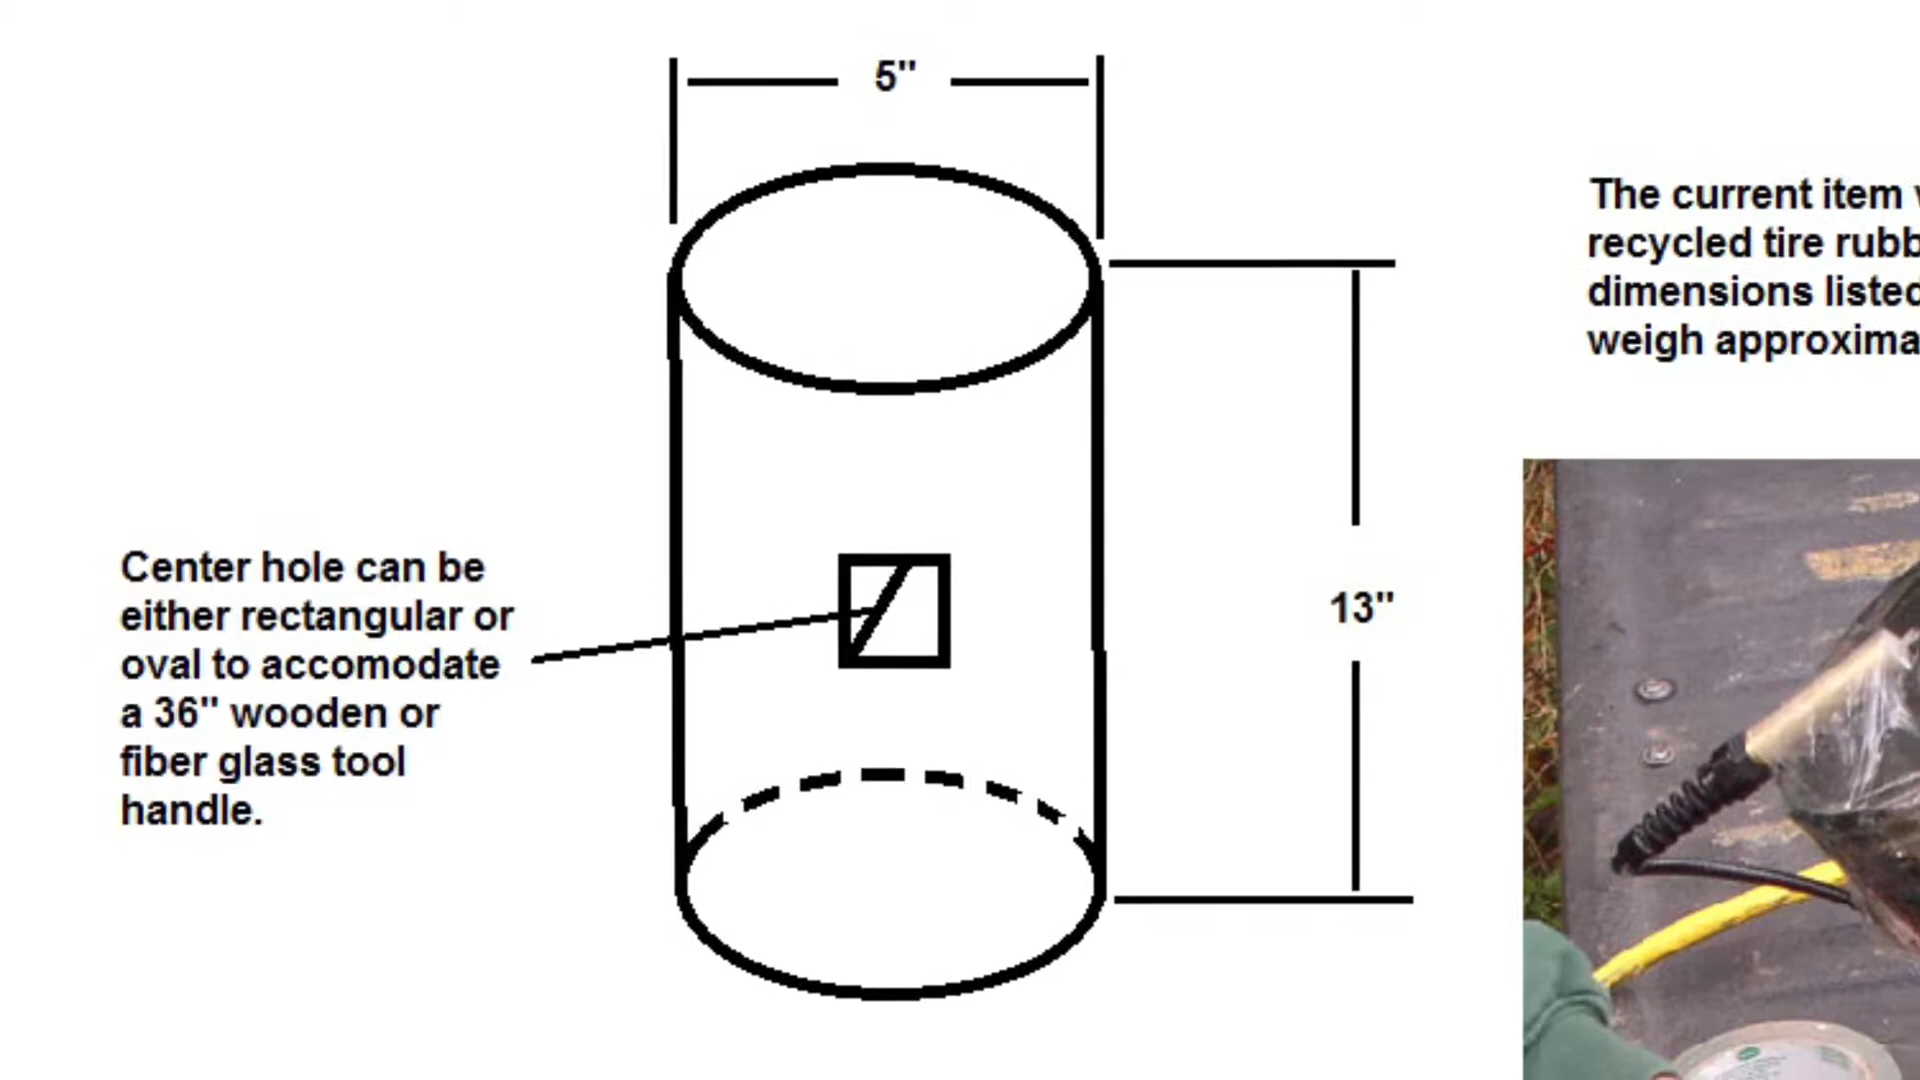 5"
The current item
recycled tire
dimensions
weigh
Center hole can be
either rectangular or
oval to accomodate
a 36" wooden or
fiber glass tool
handle.
13"